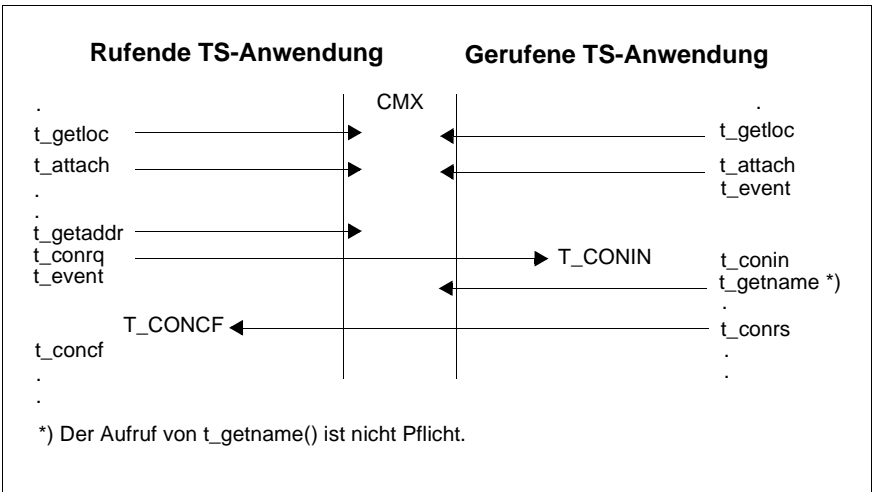 Rufende TS-Anwendung Gerufene TS-Anwendung
. CMX .
t_getloc t_getloc
t_attach t_attach
. t_event
.
t_getaddr
t_conrq T_CONIN t_conin
t_event t_getname *)
.
T_CONCF t_conrs
t_concf .
. .
.
*) Der Aufruf von t_getname() ist nicht Pflicht.